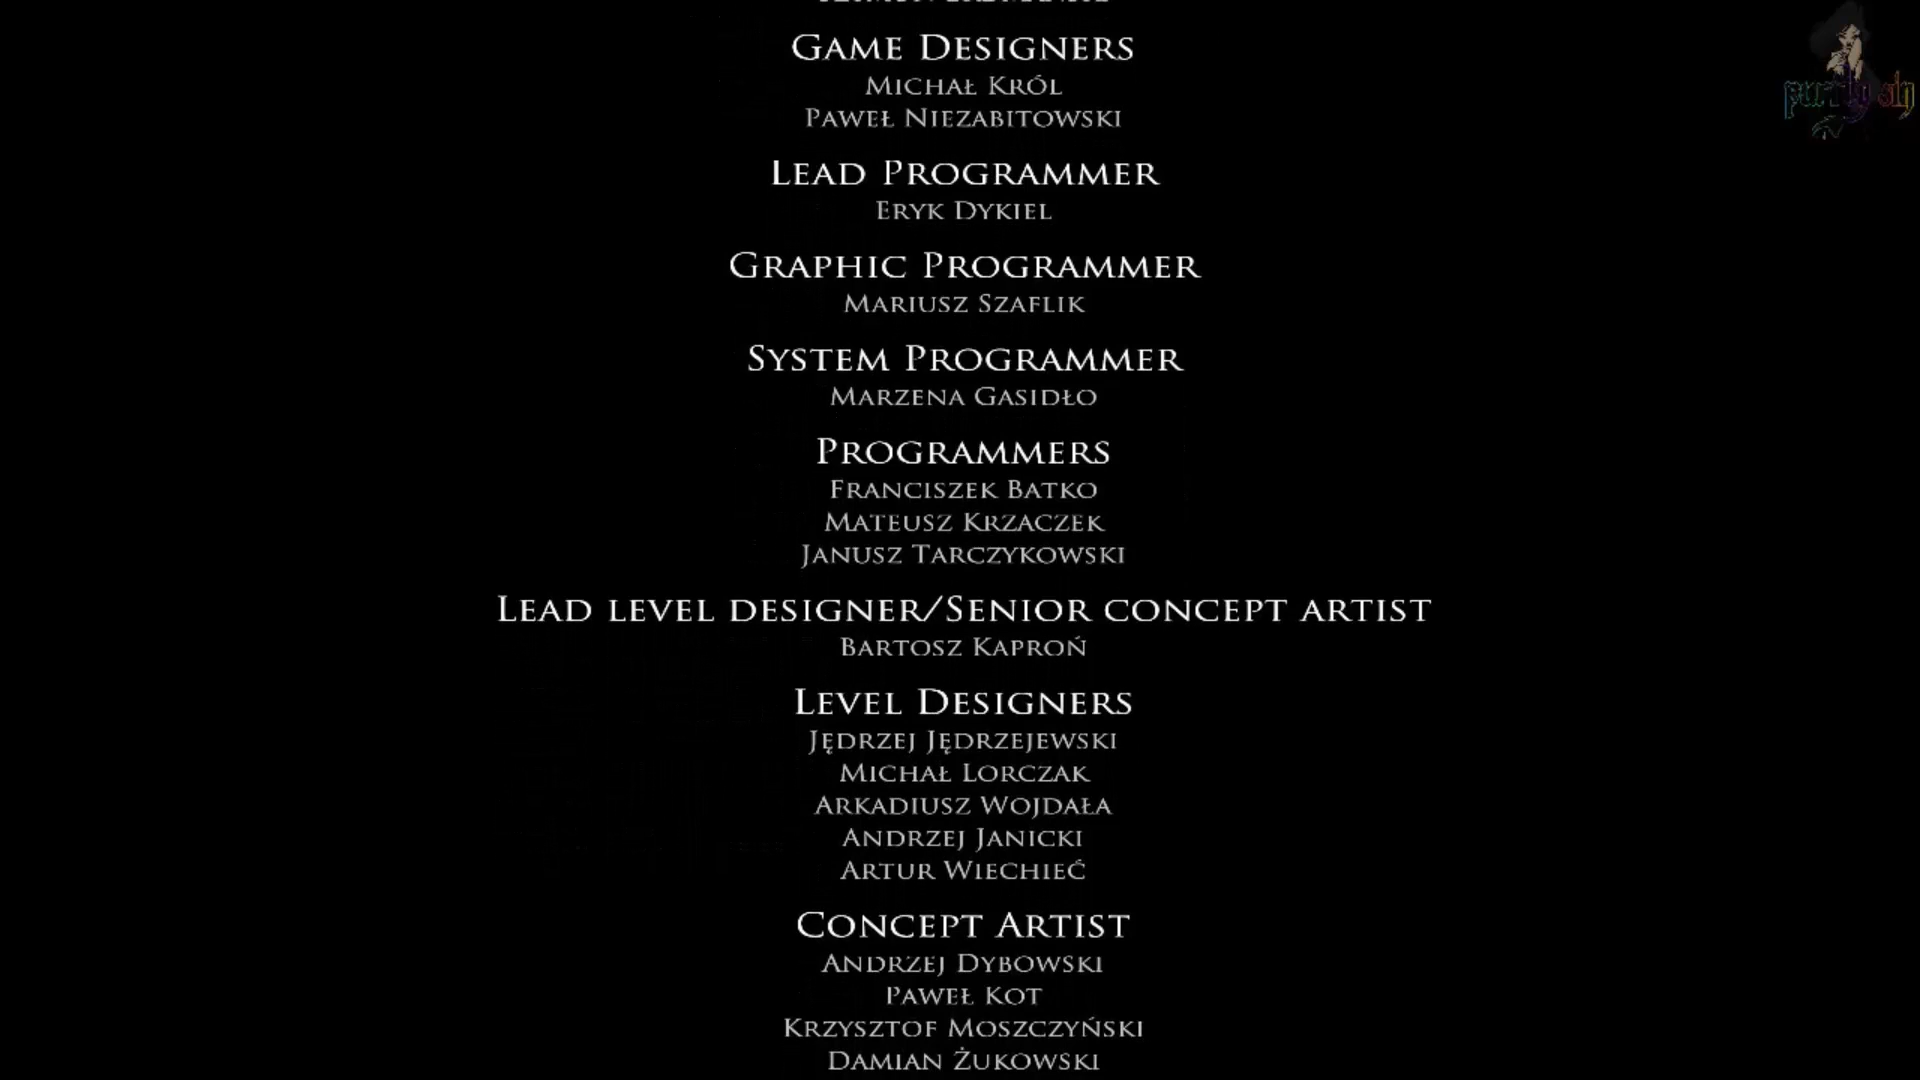 Game Designers
Michał Król
Paweł Niezabitowski
Lead Programmer
Eryk Dykiel
Graphic Programmer
Mariusz Szaflik
System Programmer
Marzena Gasidło
Programmers
Franciszek Batko
Mateusz Krzaczek
Janusz Tarczykowski
Lead level designer/Senior concept artist
Bartosz Kaproń
Level Designers
Jędrzej Jędrzejewski
Michał Lorczak
Arkadiusz Wojdała
Andrzej Janicki
Artur Wiechieć
Concept Artist
Andrzej Dybowski
Paweł Kot
Krzysztof Moszczyński
Damian Żukowski